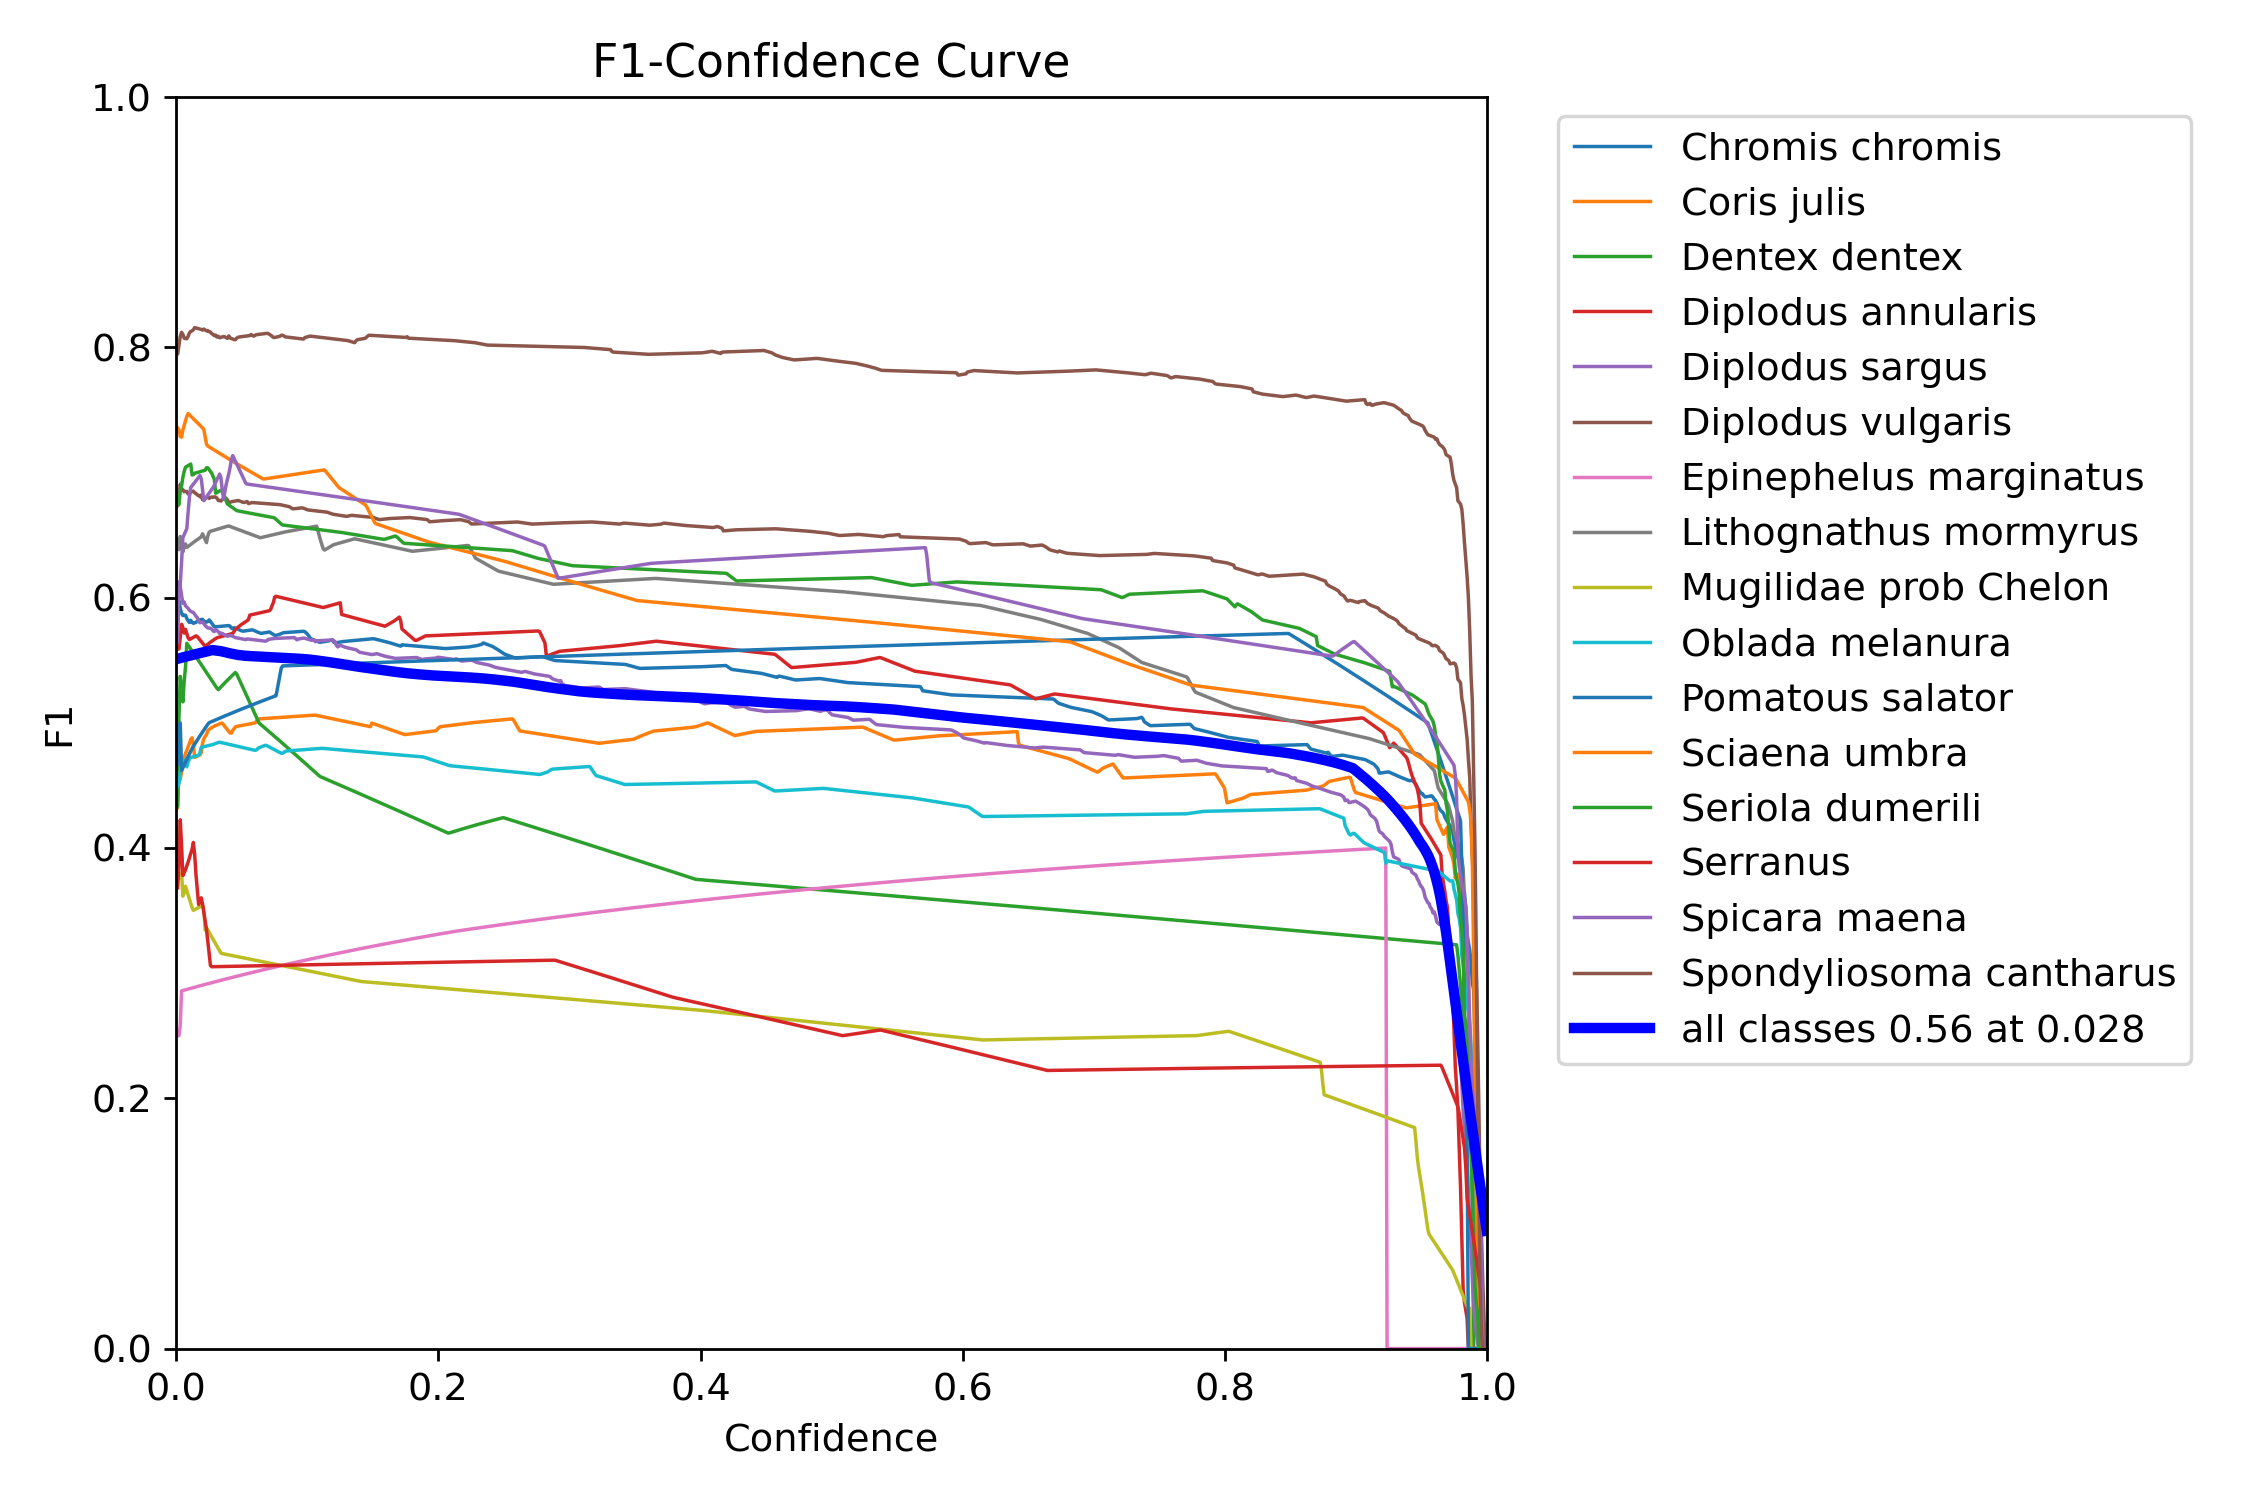 F1-Confidence Curve
1.0
0.8
0.6
0.4
0.2
0.0
F1
0.0 0.2 0.4 0.6 0.8 1.0
Confidence
Chromis chromis
Coris julis
Dentex dentex
Diplodus annularis
Diplodus sargus
Diplodus vulgaris
Epinephelus marginatus
Lithognathus mormyrus
Mugilidae prob Chelon
Oblada melanura
Pomatous salator
Sciaena umbra
Seriola dumerili
Serranus
Spicara maena
Spondyliosoma cantharus
all classes 0.56 at 0.028